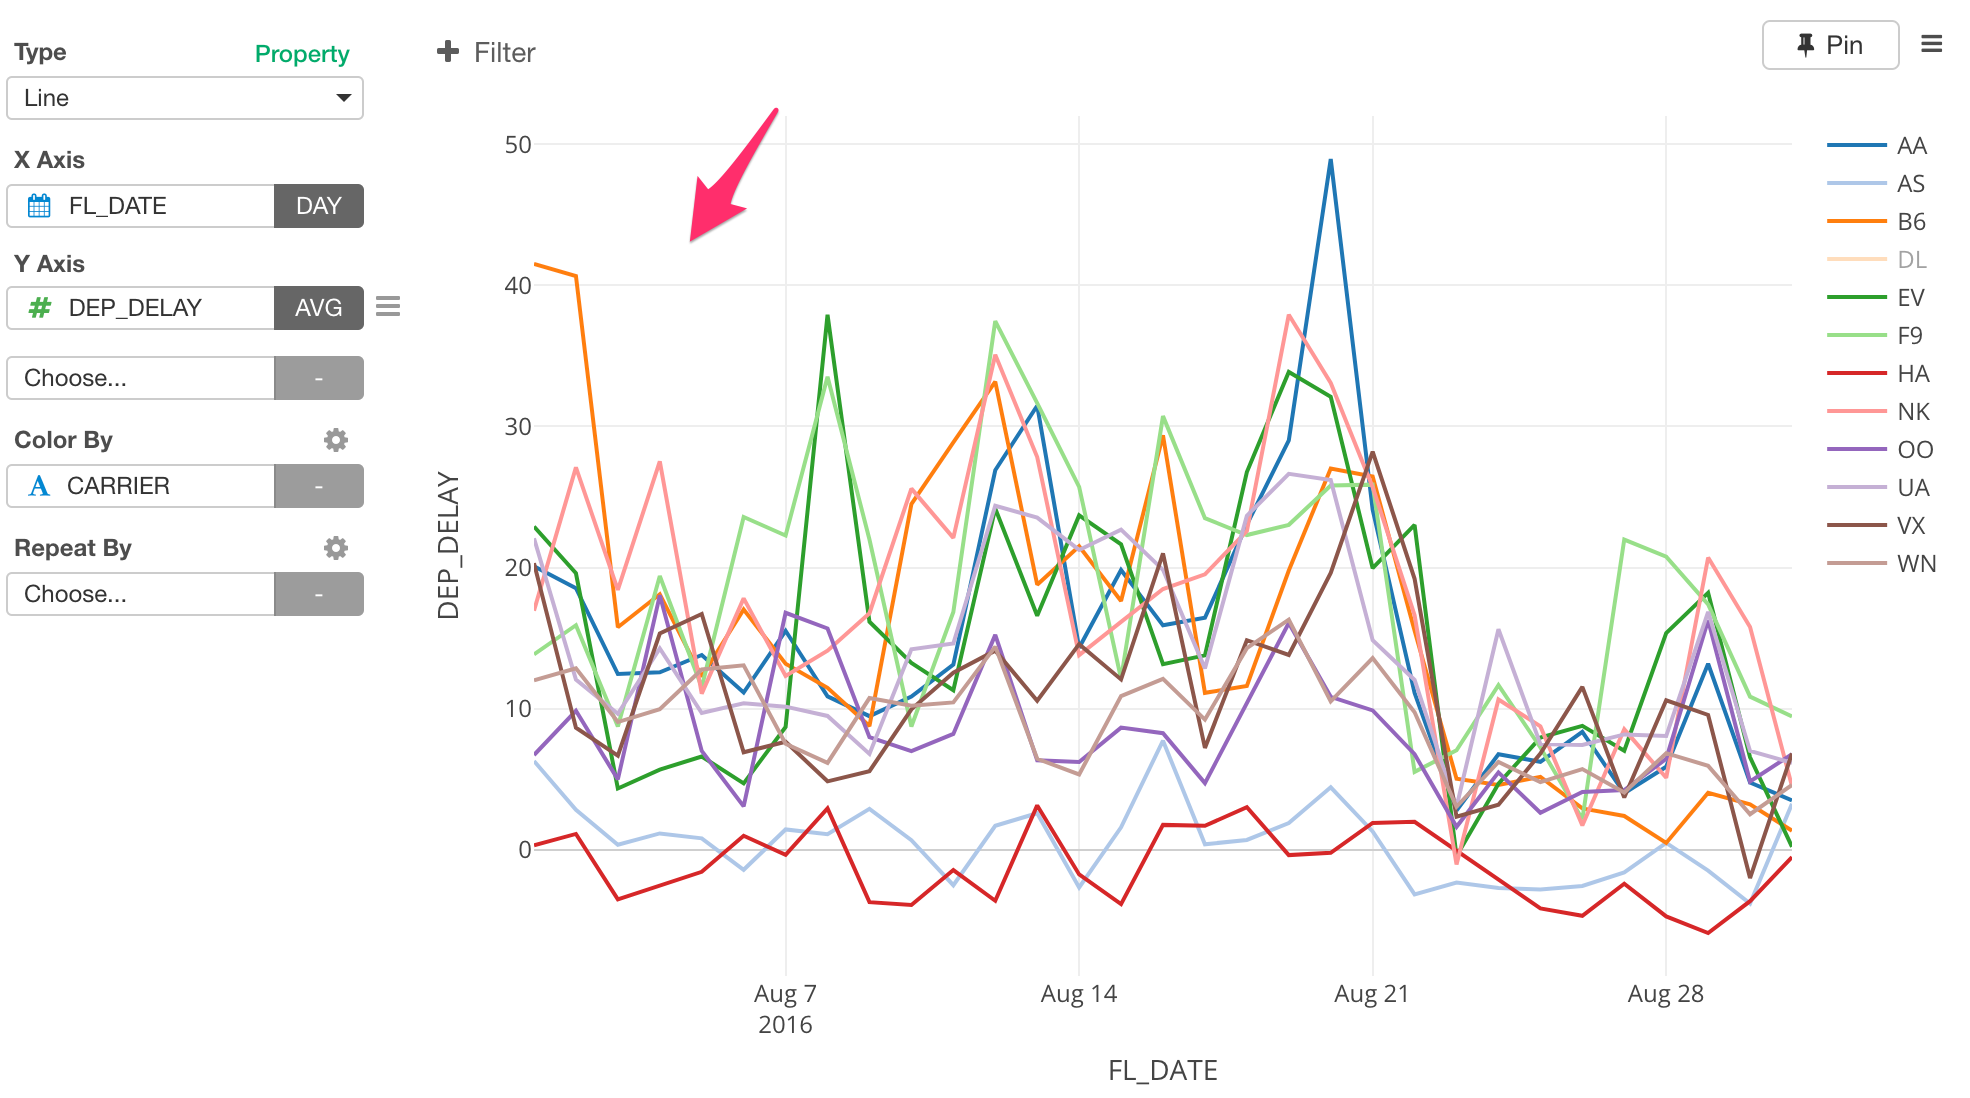 Type Property
Line
X Axis
FL_DATE DAY
Y Axis
# DEP_DELAY AVG
Choose... -
Color By
A CARRIER -
Repeat By
Choose... -
Filter
Pin
50
40
30
20
10
0
DEP_DELAY
Aug 7
2016
Aug 14
Aug 21
Aug 28
FL_DATE
AA
AS
B6
DL
EV
F9
HA
NK
OO
UA
VX
WN